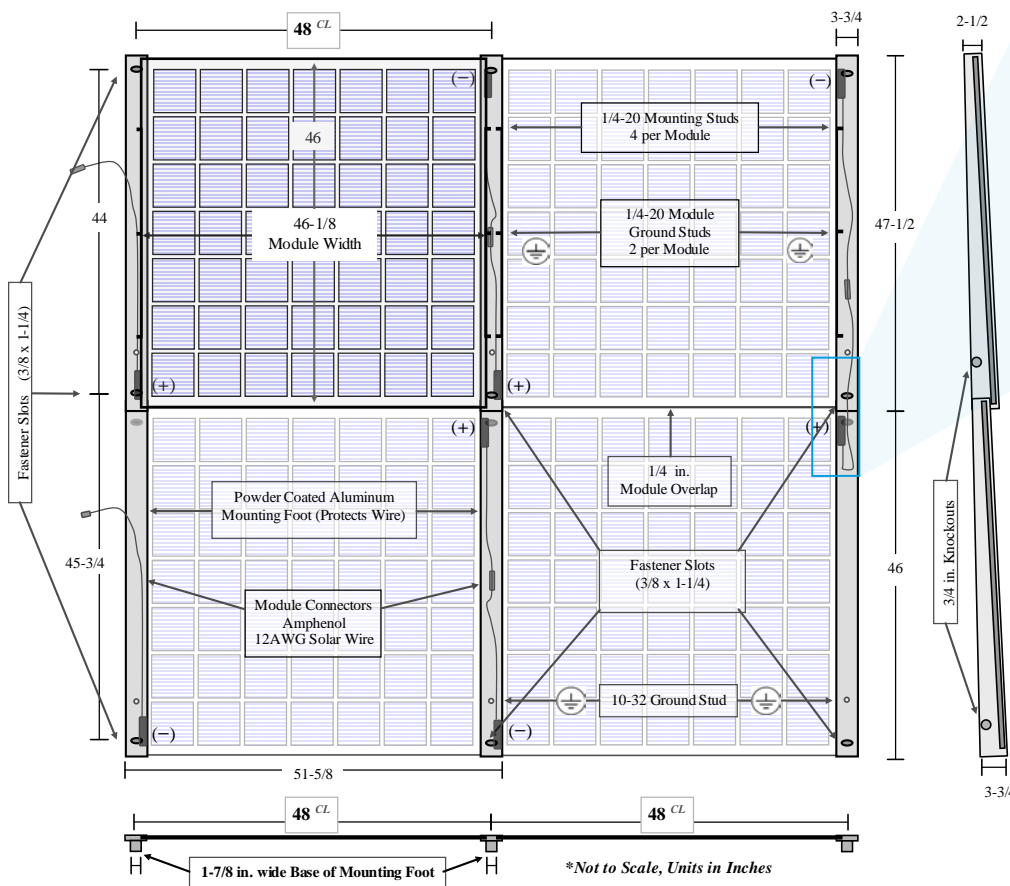 48 CL
3-3/4
2-1/2
(−)
(−)
1/4-20 Mounting Studs
4 per Module
46
44
46-1/8
Module Width
1/4-20 Module
Ground Studs
2 per Module
47-1/2
Fastener Slots (3/8 x 1-1/4)
(+)
(+)
(+)
(+)
1/4 in.
Module Overlap
Powder Coated Aluminum
Mounting Foot (Protects Wire)
45-3/4
Fastener Slots
(3/8 x 1-1/4)
46
3/4 in. Knockouts
Module Connectors
Amphenol
12AWG Solar Wire
10-32 Ground Stud
(−)
(−)
51-5/8
3-3/4
48 CL
48 CL
1-7/8 in. wide Base of Mounting Foot
*Not to Scale, Units in Inches